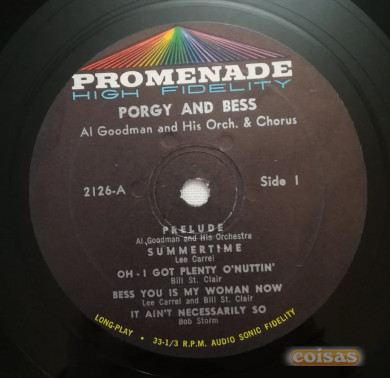 PROMENADE
HIGH FIDELITY
PORGY AND BESS
Al Goodman and His Orch. & Chorus
2126-A Side 1
PRELUDE
Al Goodman and His Orchestra
SUMMERTIME
Lee Carrel
OH - I GOT PLENTY O'NUTTIN'
Bill St. Clair
BESS YOU IS MY WOMAN NOW
Lee Carrel and Bill St. Clair
IT AIN'T NECESSARILY SO
Bob Storm
LONG-PLAY • 33-1/3 R.P.M. AUDIO SONIC FIDELITY
coisas